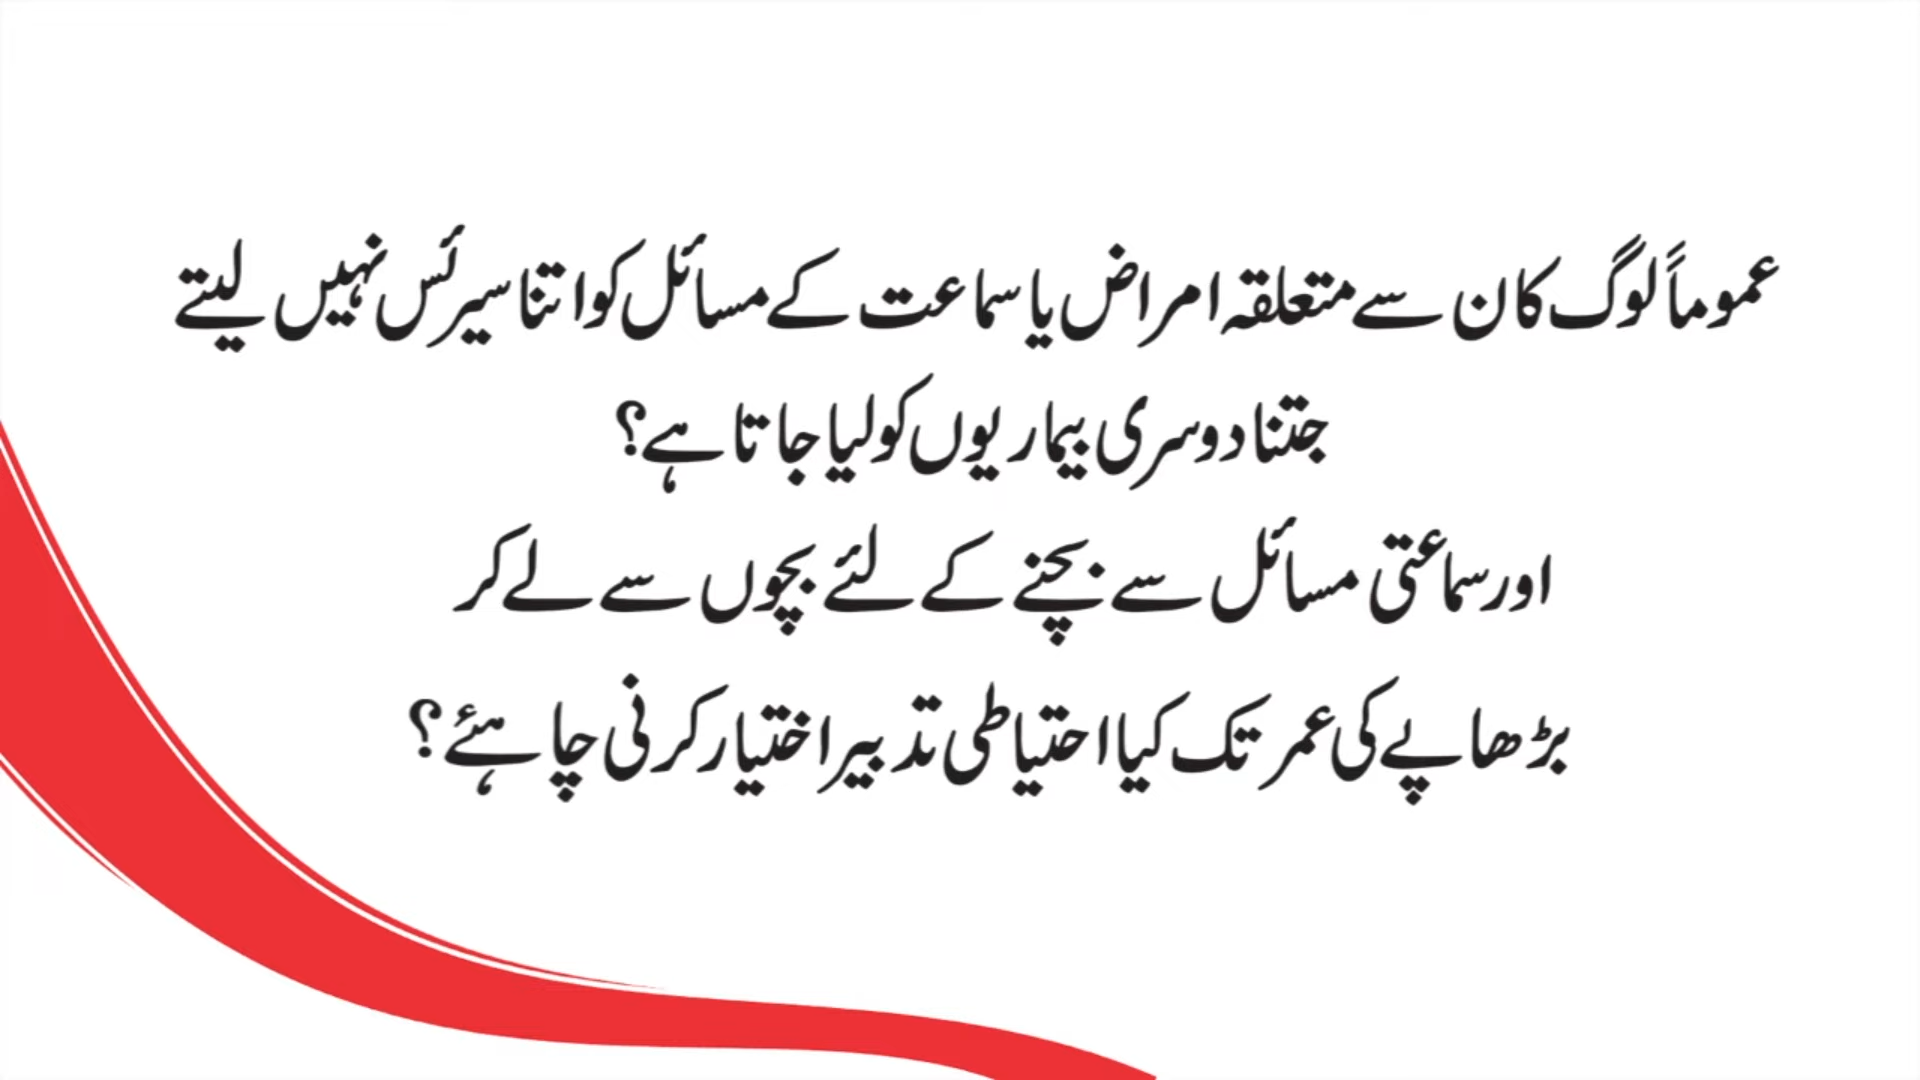 عموماً لوگ کان سے متعلقہ امراض یا سماعت کے مسائل کو اتنا سیرئس نہیں لیتے
جتنا دوسری بیماریوں کو لیا جاتا ہے؟
اور سماعتی مسائل سے بچنے کے لئے بچوں سے لے کر
بڑھاپے کی عمر تک کیا احتیاطی تدبیر اختیار کرنی چاہئے؟